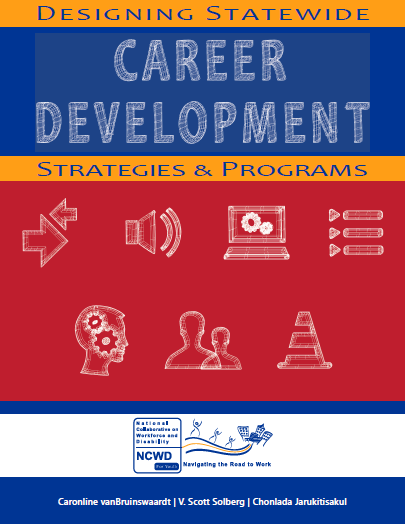 DESIGNING STATEWIDE
CAREER
DEVELOPMENT
STRATEGIES & PROGRAMS
National
Collaborative on
Workforce and
Disability
NCWD
For Youth
Navigating the Road to Work
Caronline vanBruinswaardt | V. Scott Solberg | Chonlada Jarukitisakul